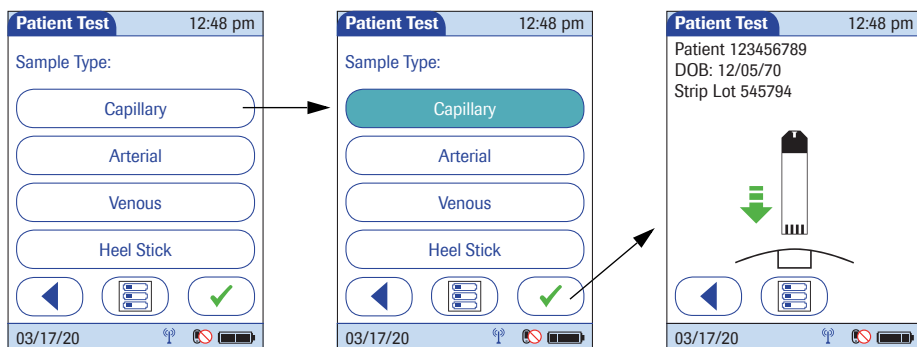 Patient Test 12:48 pm
Sample Type:
Capillary
Arterial
Venous
Heel Stick
03/17/20
Patient Test 12:48 pm
Sample Type:
Capillary
Arterial
Venous
Heel Stick
03/17/20
Patient Test 12:48 pm
Patient 123456789
DOB: 12/05/70
Strip Lot 545794
03/17/20